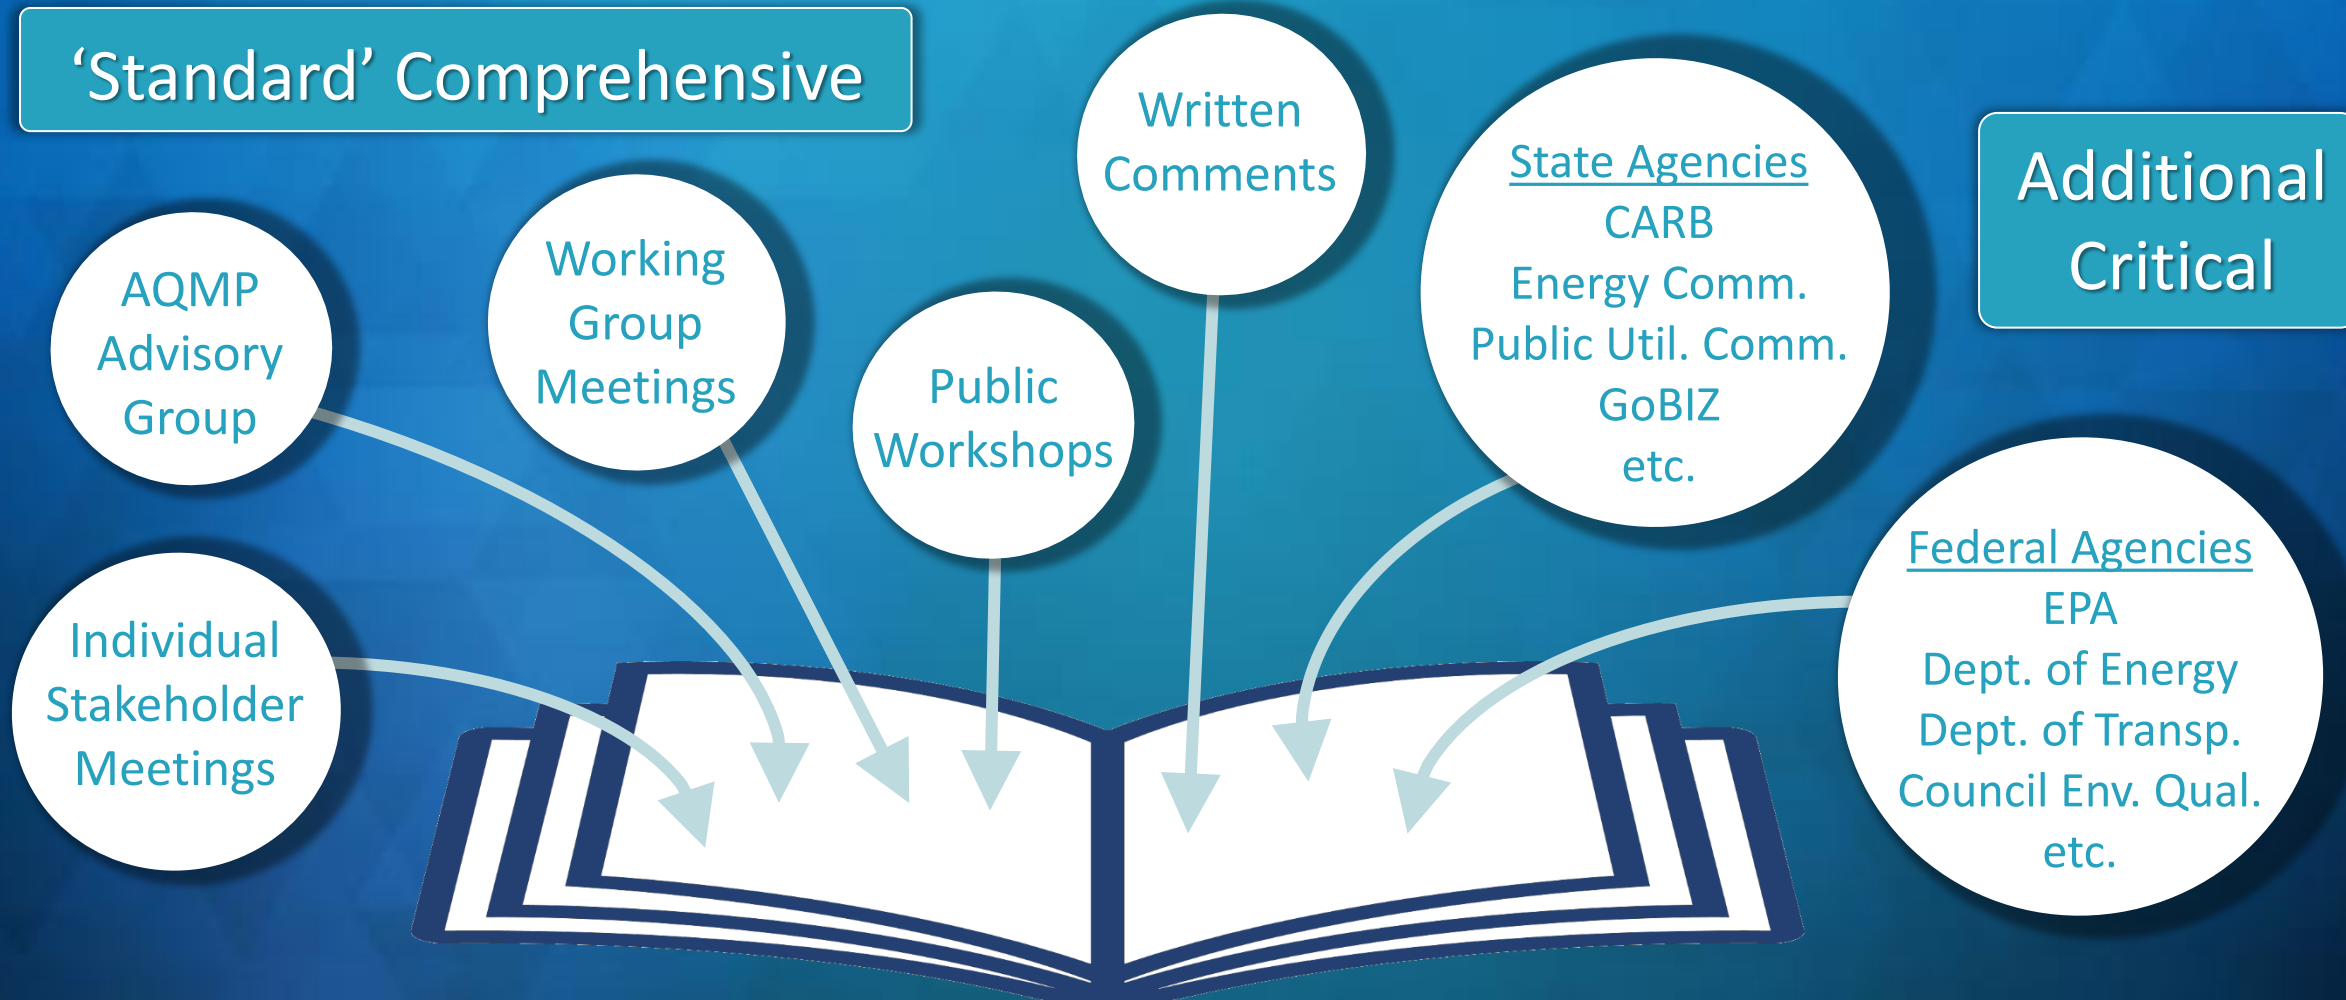 ‘Standard’ Comprehensive
AQMP
Advisory
Group
Individual
Stakeholder
Meetings
Working
Group
Meetings
Public
Workshops
Written
Comments
State Agencies
CARB
Energy Comm.
Public Util. Comm.
GoBIZ
etc.
Additional
Critical
Federal Agencies
EPA
Dept. of Energy
Dept. of Transp.
Council Env. Qual.
etc.